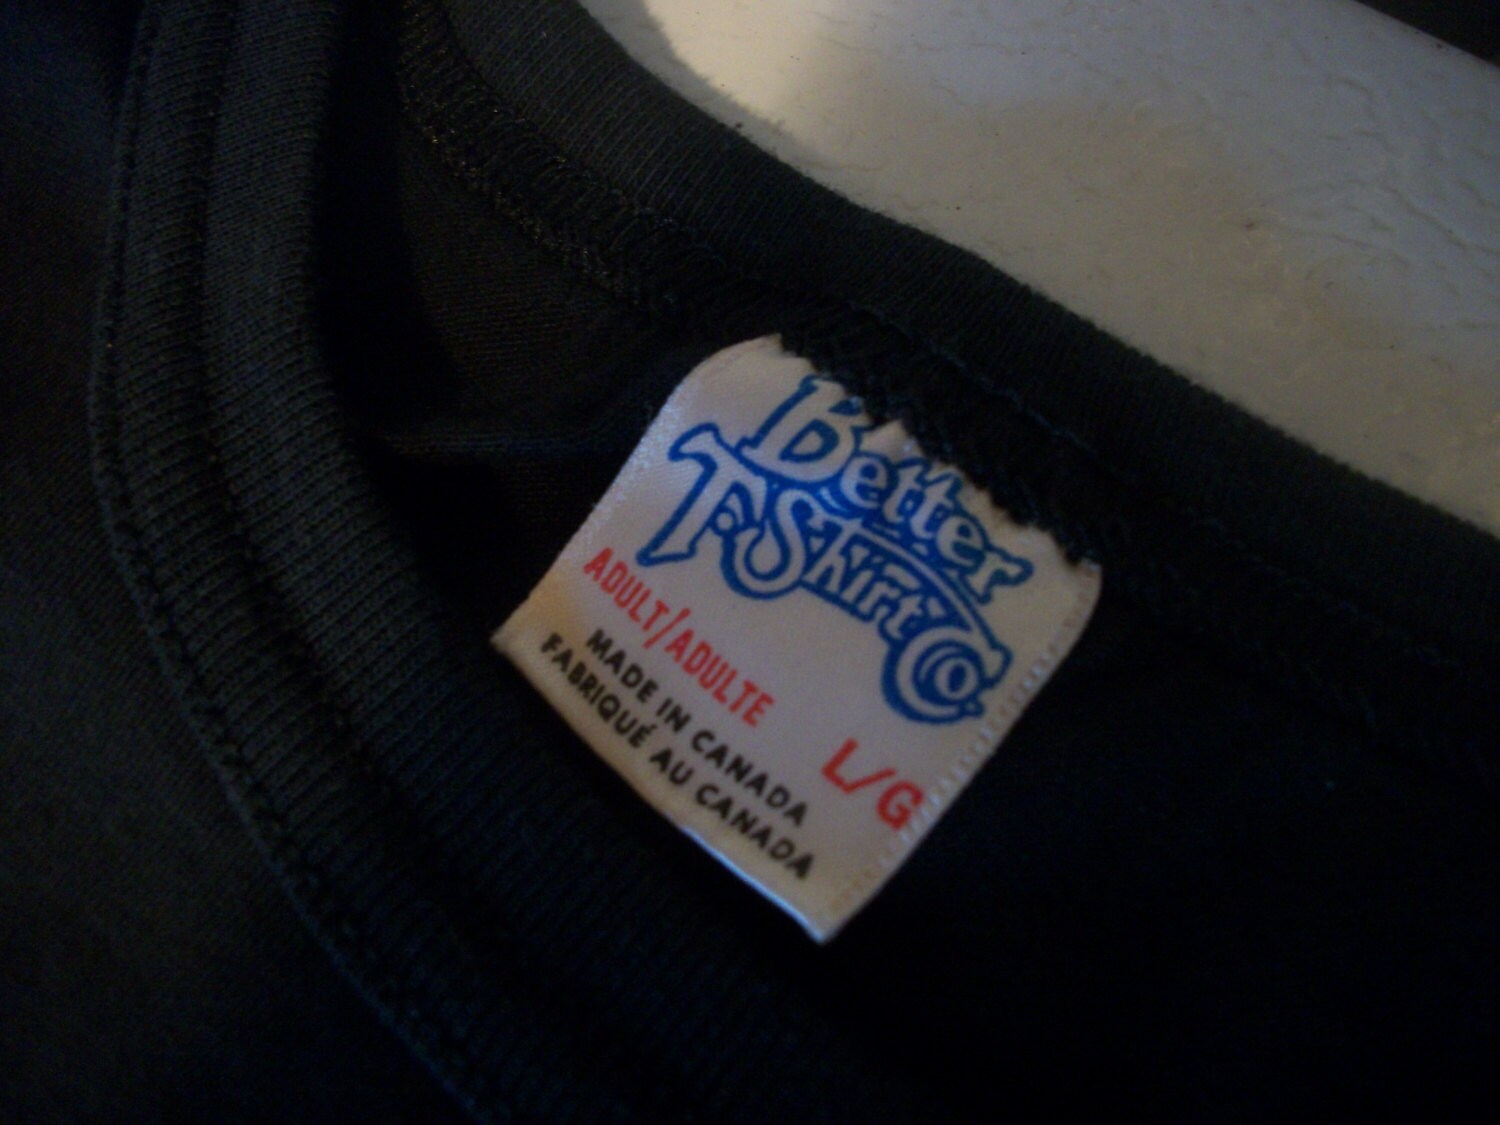 Better
T-Shirt Co.
ADULT/ADULTE
L/G
MADE IN CANADA
FABRIQUÉ AU CANADA